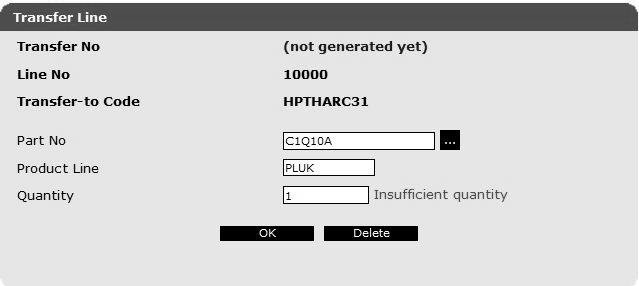 Transfer Line
Transfer No (not generated yet)
Line No 10000
Transfer-to Code HPTHARC31
Part No C1Q10A ...
Product Line PLUK
Quantity 1 Insufficient quantity
OK Delete